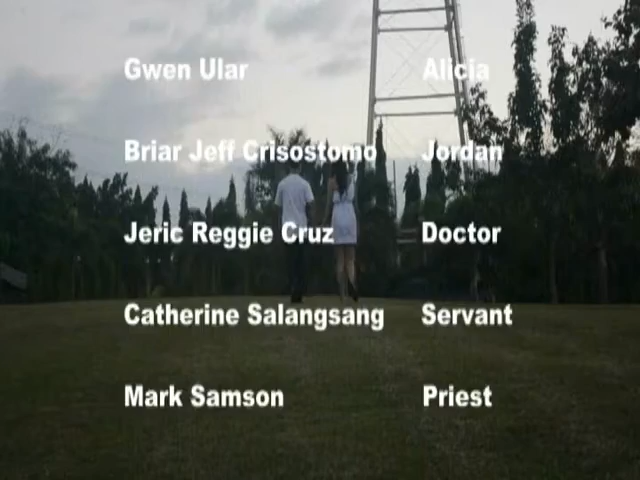 Gwen Ular Alicia
Briar Jeff Crisostomo Jordan
Jeric Reggie Cruz Doctor
Catherine Salangsang Servant
Mark Samson Priest